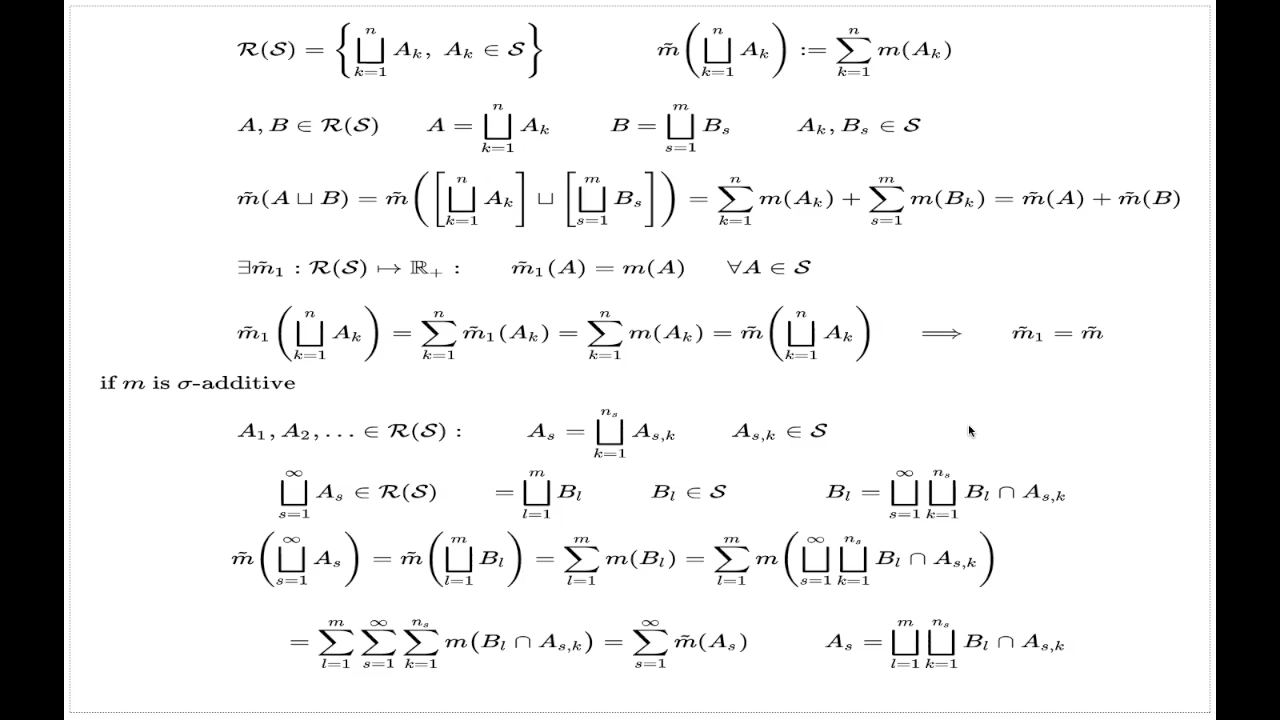 ℛ(𝒮) = { ⨆_{k=1}^{n} A_k, A_k ∈ 𝒮 }   m̃( ⨆_{k=1}^{n} A_k ) := ∑_{k=1}^{n} m(A_k)
A, B ∈ ℛ(𝒮)   A = ⨆_{k=1}^{n} A_k   B = ⨆_{s=1}^{m} B_s   A_k, B_s ∈ 𝒮
m̃(A ⊔ B) = m̃( [ ⨆_{k=1}^{n} A_k ] ⊔ [ ⨆_{s=1}^{m} B_s ] ) = ∑_{k=1}^{n} m(A_k) + ∑_{s=1}^{m} m(B_k) = m̃(A) + m̃(B)
∃m̃_1 : ℛ(𝒮) ↦ ℝ_+ :   m̃_1(A) = m(A)   ∀A ∈ 𝒮
m̃_1( ⨆_{k=1}^{n} A_k ) = ∑_{k=1}^{n} m̃_1(A_k) = ∑_{k=1}^{n} m(A_k) = m̃( ⨆_{k=1}^{n} A_k )   ⟹   m̃_1 = m̃
if m is σ-additive
A_1, A_2, … ∈ ℛ(𝒮) :   A_s = ⨆_{k=1}^{n_s} A_{s,k}   A_{s,k} ∈ 𝒮
⨆_{s=1}^{∞} A_s ∈ ℛ(𝒮)   = ⨆_{l=1}^{m} B_l   B_l ∈ 𝒮   B_l = ⨆_{s=1}^{∞} ⨆_{k=1}^{n_s} B_l ∩ A_{s,k}
m̃( ⨆_{s=1}^{∞} A_s ) = m̃( ⨆_{l=1}^{m} B_l ) = ∑_{l=1}^{m} m(B_l) = ∑_{l=1}^{m} m( ⨆_{s=1}^{∞} ⨆_{k=1}^{n_s} B_l ∩ A_{s,k} )
= ∑_{l=1}^{m} ∑_{s=1}^{∞} ∑_{k=1}^{n_s} m(B_l ∩ A_{s,k}) = ∑_{s=1}^{∞} m̃(A_s)   A_s = ⨆_{l=1}^{m} ⨆_{k=1}^{n_s} B_l ∩ A_{s,k}